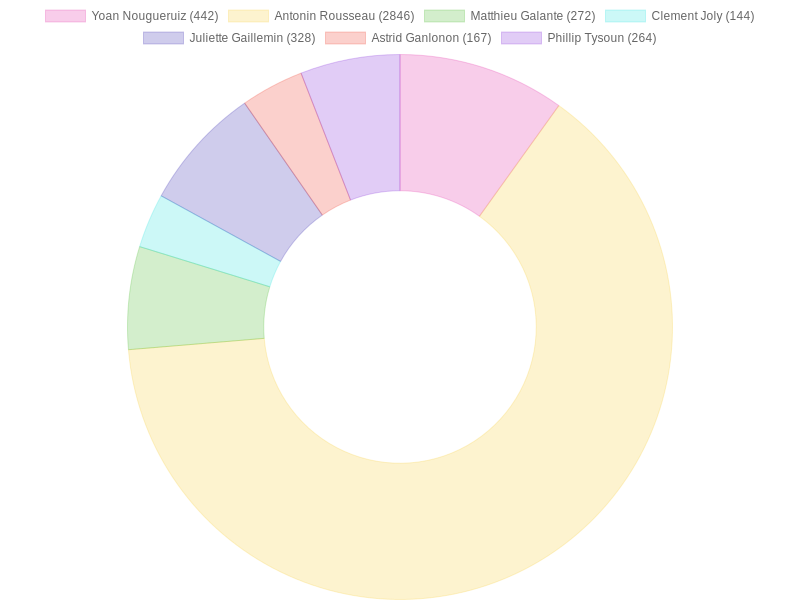 Yoan Nougueruiz (442) Antonin Rousseau (2846) Matthieu Galante (272) Clement Joly (144)
Juliette Gaillemin (328) Astrid Ganlonon (167) Phillip Tysoun (264)